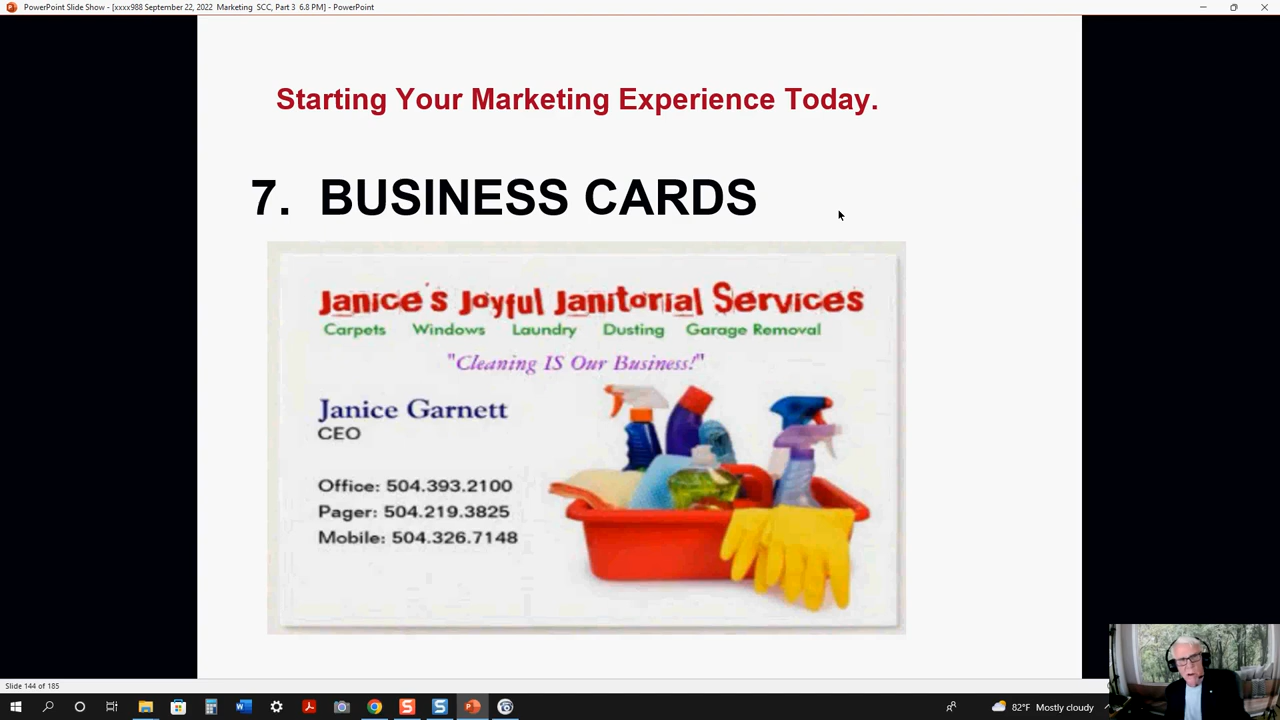 PowerPoint Slide Show - [xxxx988 September 22, 2022 Marketing SCC, Part 3 6.8 PM] - PowerPoint
Starting Your Marketing Experience Today.
7. BUSINESS CARDS
Janice's Joyful Janitorial Services
Carpets Windows Laundry Dusting Garage Removal
"Cleaning IS Our Business!"
Janice Garnett
CEO
Office: 504.393.2100
Pager: 504.219.3825
Mobile: 504.326.7148
Slide 144 of 185
82°F Mostly cloudy